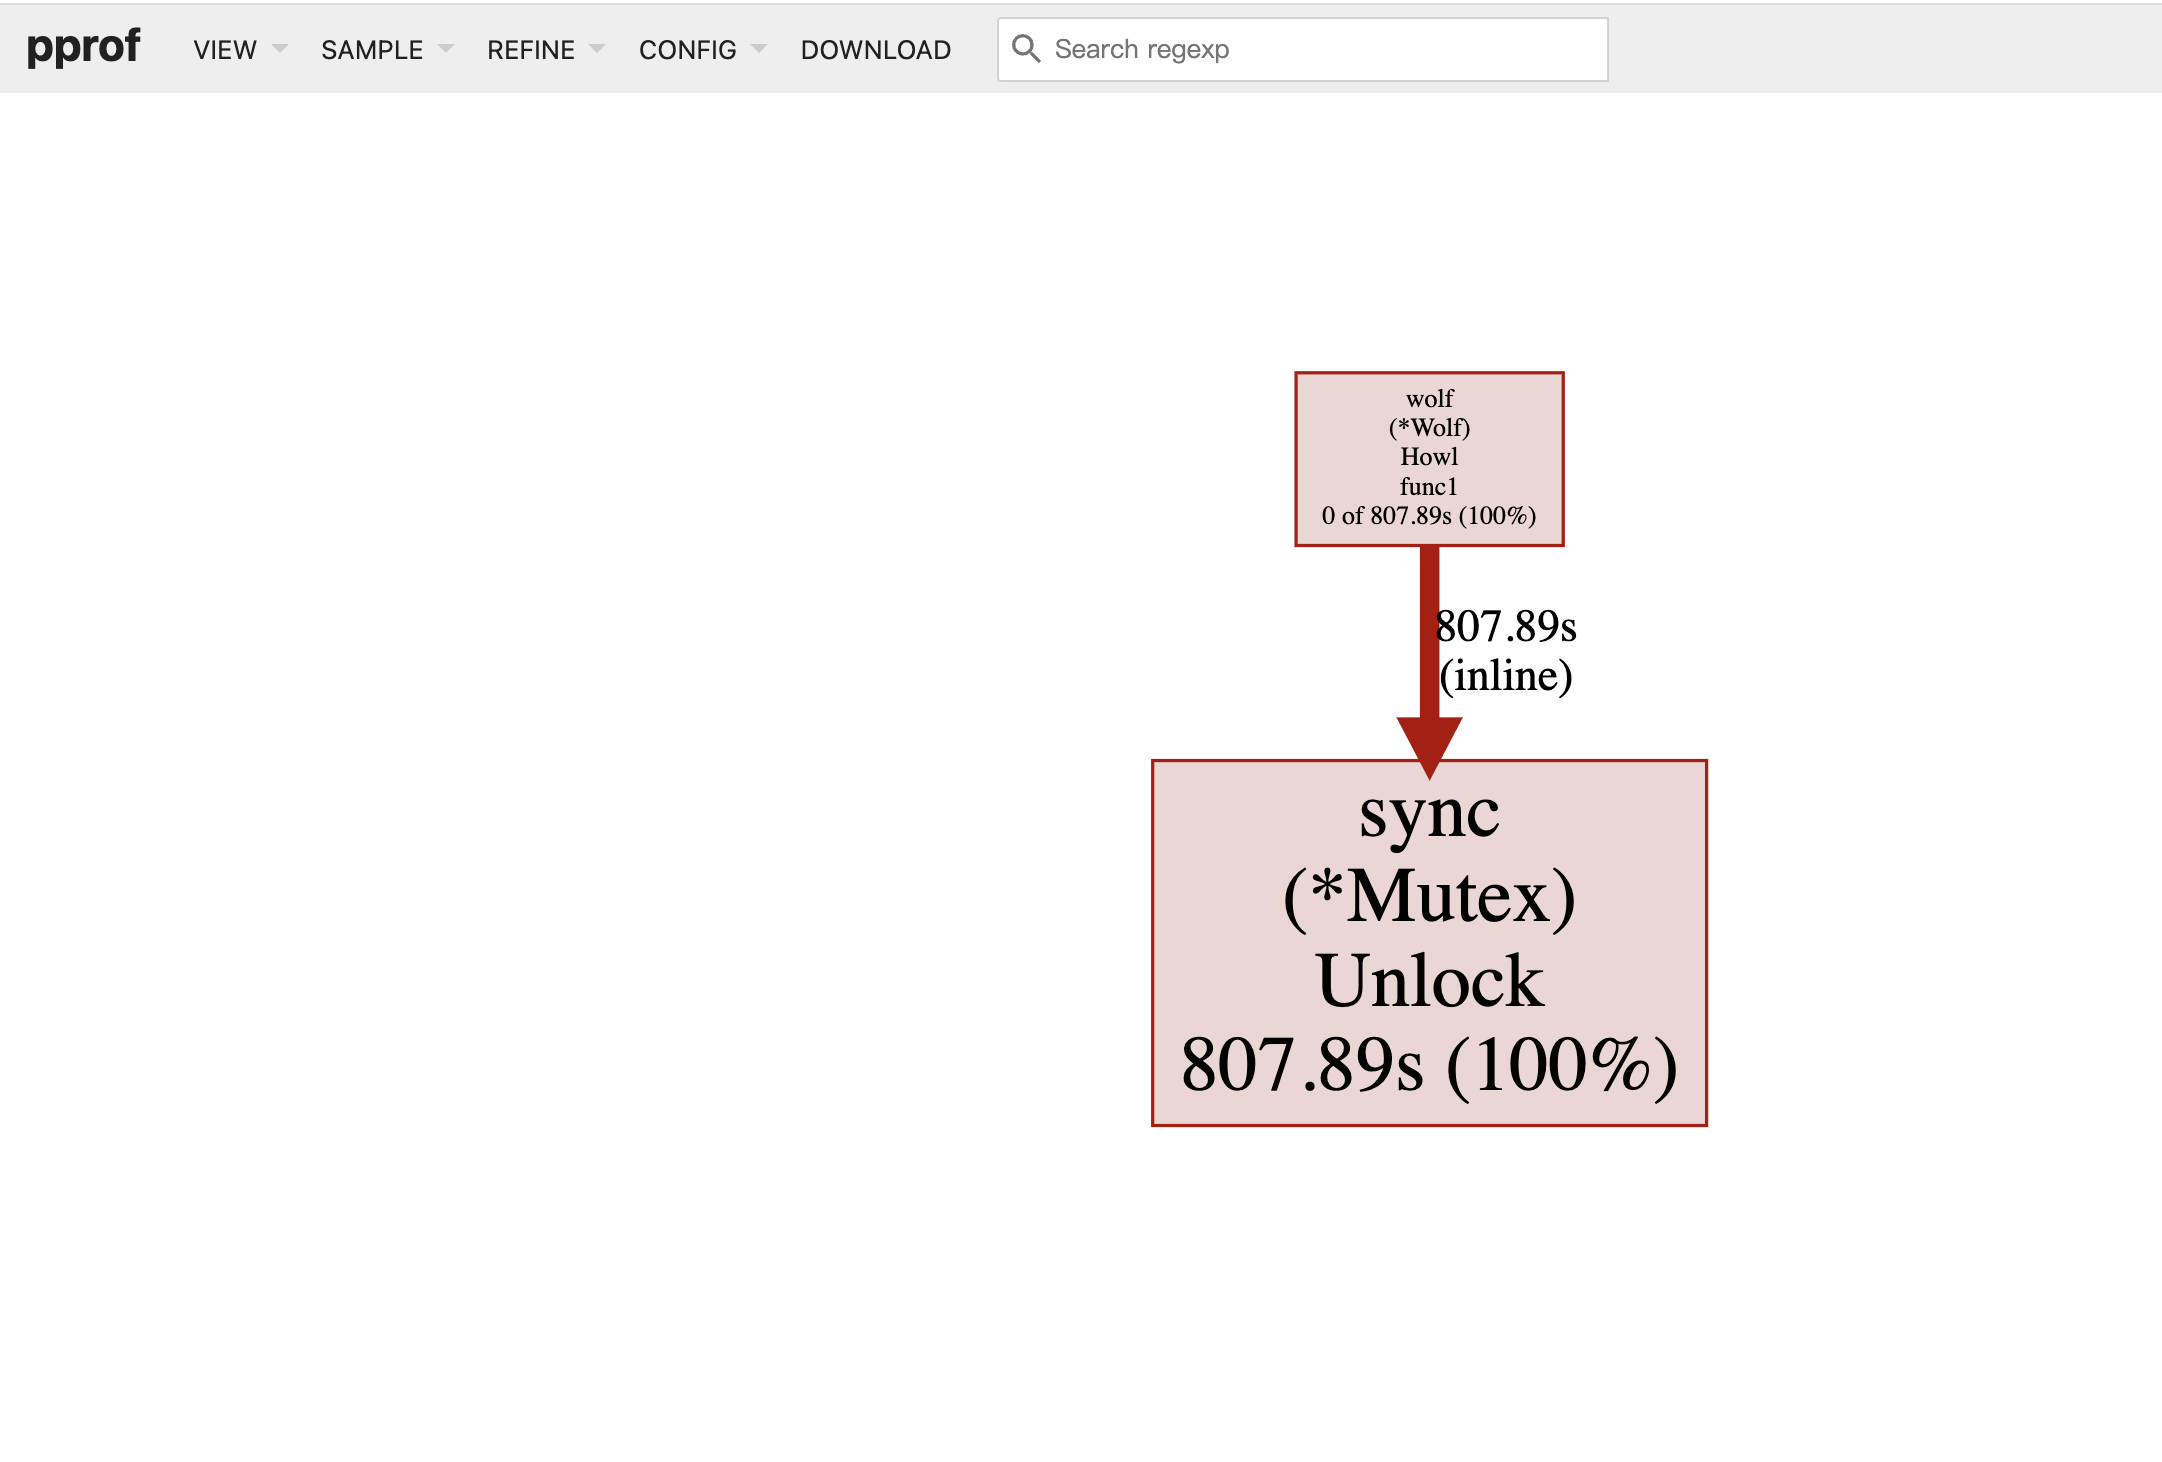 pprof VIEW SAMPLE REFINE CONFIG DOWNLOAD Search regexp
wolf
(*Wolf)
Howl
func1
0 of 807.89s (100%)
807.89s
(inline)
sync
(*Mutex)
Unlock
807.89s (100%)